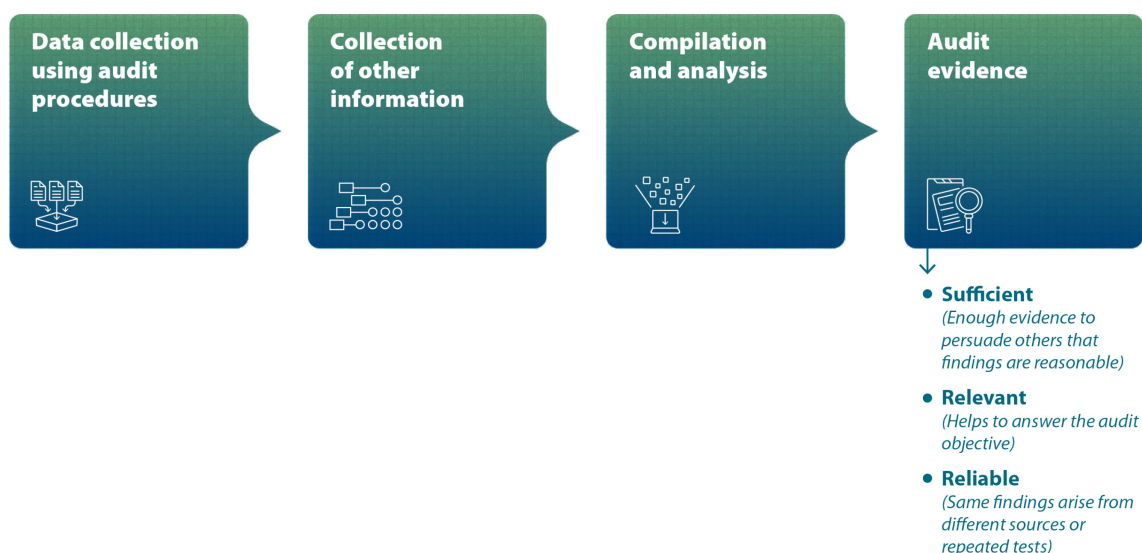 Data collection
using audit
procedures
Collection
of other
information
Compilation
and analysis
Audit
evidence
• Sufficient
(Enough evidence to
persuade others that
findings are reasonable)
• Relevant
(Helps to answer the audit
objective)
• Reliable
(Same findings arise from
different sources or
repeated tests)